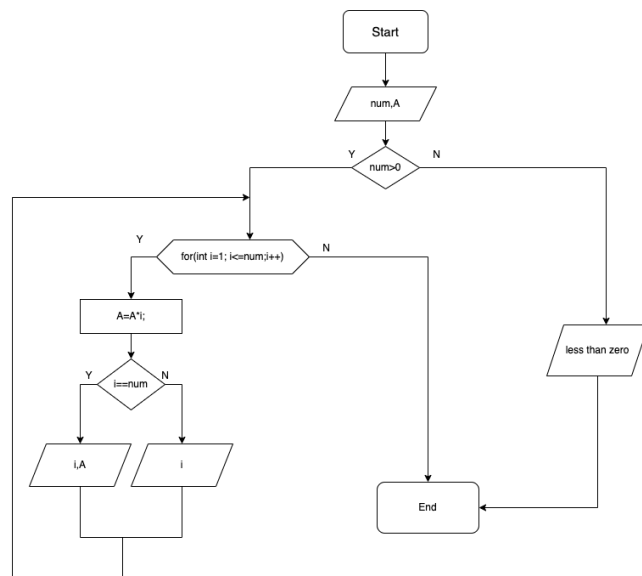 Start
num,A
Y
num>0
N
Y
for(int i=1; i<=num;i++)
N
A=A*i;
less than zero
Y
i==num
N
i,A
i
End